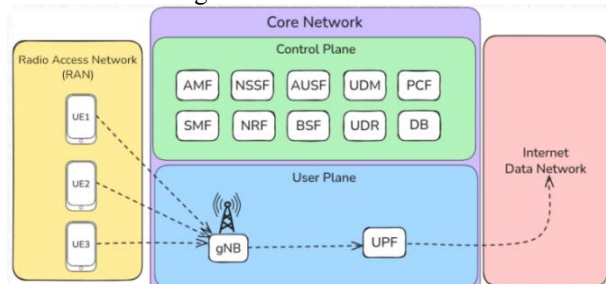 Core Network
Control Plane
Radio Access Network
(RAN)
AMF NSSF AUSF UDM PCF
SMF NRF BSF UDR DB
UE1
UE2
UE3
User Plane
gNB
UPF
Internet
Data Network